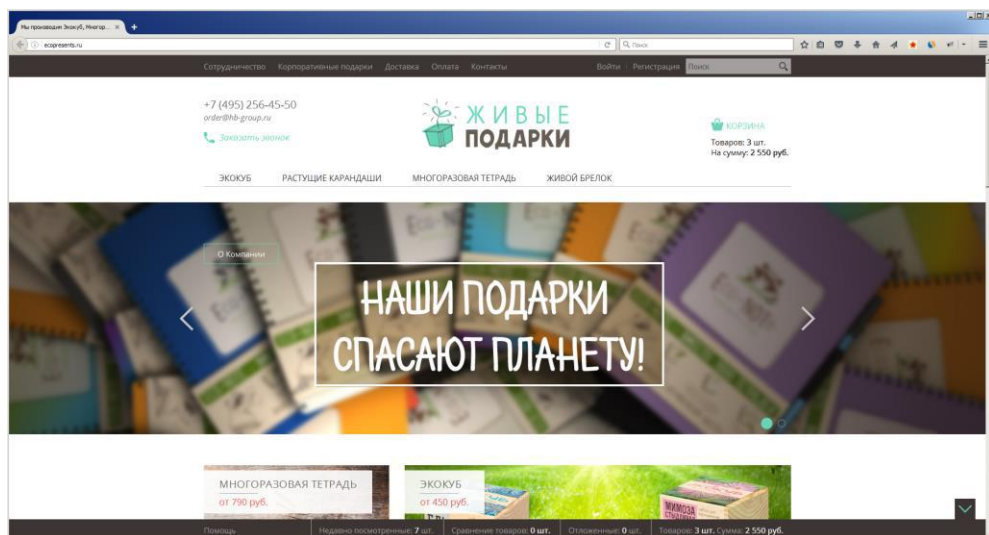 Мы производим Экокуб, Многор...
ecopresents.ru
Поиск
Сотрудничество Корпоративные подарки Доставка Оплата Контакты Войти Регистрация Поиск
+7 (495) 256-45-50
order@hb-group.ru
Заказать звонок
ЖИВЫЕ
ПОДАРКИ
КОРЗИНА
Товаров: 3 шт.
На сумму: 2 550 руб.
ЭКОКУБ РАСТУЩИЕ КАРАНДАШИ МНОГОРАЗОВАЯ ТЕТРАДЬ ЖИВОЙ БРЕЛОК
О Компании
НАШИ ПОДАРКИ
СПАСАЮТ ПЛАНЕТУ!
МНОГОРАЗОВАЯ ТЕТРАДЬ
от 790 руб.
ЭКОКУБ
от 450 руб.
МИМОЗА
Помощь Недавно посмотренные: 7 шт. Сравнение товаров: 0 шт. Отложенные: 0 шт. Товаров: 3 шт. Сумма: 2 550 руб.